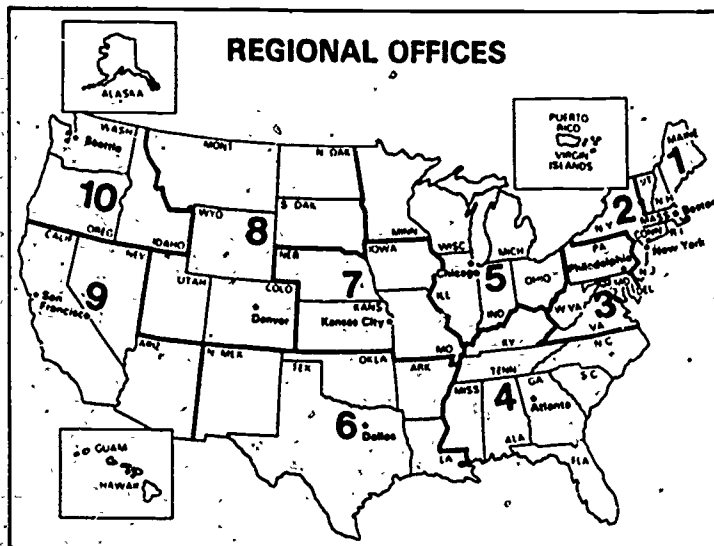 REGIONAL OFFICES
ALASKA
PUERTO
RICO
VIRGIN
ISLANDS
WASH
Seattle
MONT
N DAK
MAINE
1
10
OREG
IDAHO
WYO
8
S DAK
MINN
WISC
MICH
2
N Y
VT
N H
MASS
Boston
CONN
R I
New York
CALIF
NEV
NEB
7
IOWA
Chicago
5
OHIO
PA
Philadelphia
N J
MD
DEL
9
San
Francisco
UTAH
COLO
Denver
KANS
Kansas City
MO
ILL
IND
W VA
3
VA
KY
ARIZ
N MEX
TEX
OKLA
ARK
TENN
N C
S C
MISS
4
GA
Atlanta
ALA
6
Dallas
LA
FLA
GUAM
HAWAII